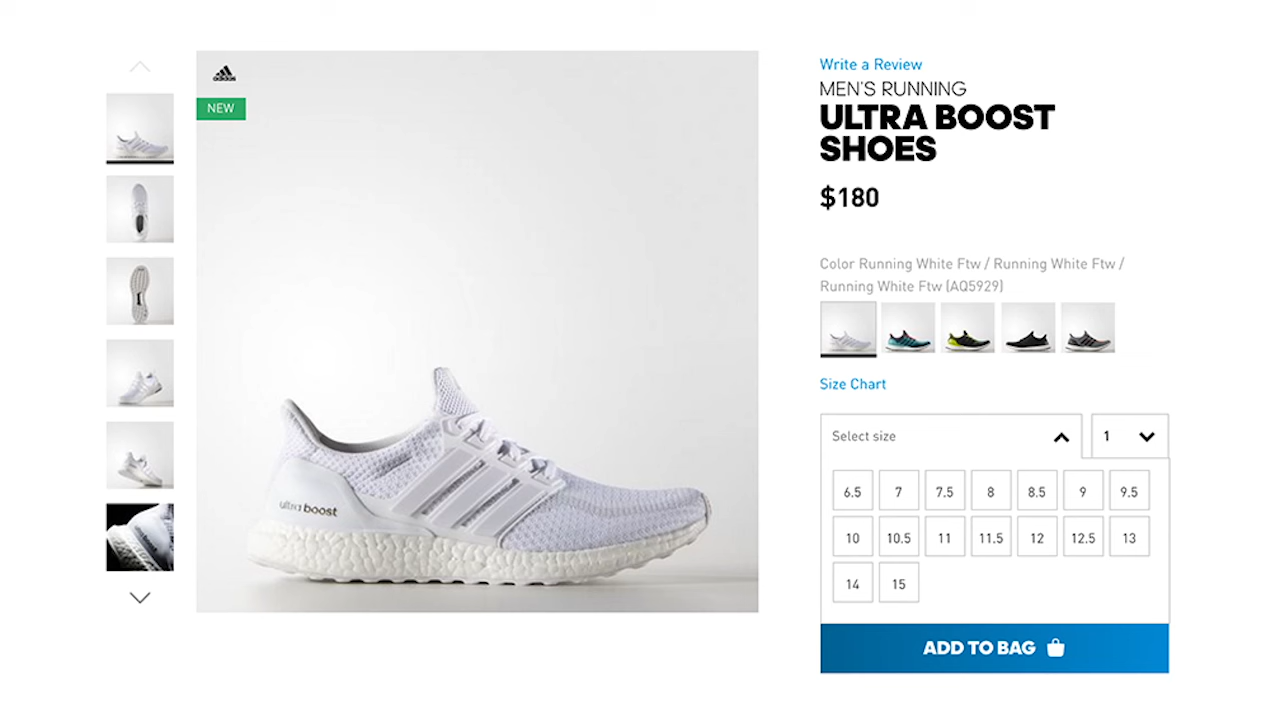 adidas
NEW
ultra boost
Write a Review
MEN'S RUNNING
ULTRA BOOST
SHOES
$180
Color Running White Ftw / Running White Ftw /
Running White Ftw (AQ5929)
Size Chart
Select size
1
6.5 7 7.5 8 8.5 9 9.5
10 10.5 11 11.5 12 12.5 13
14 15
ADD TO BAG